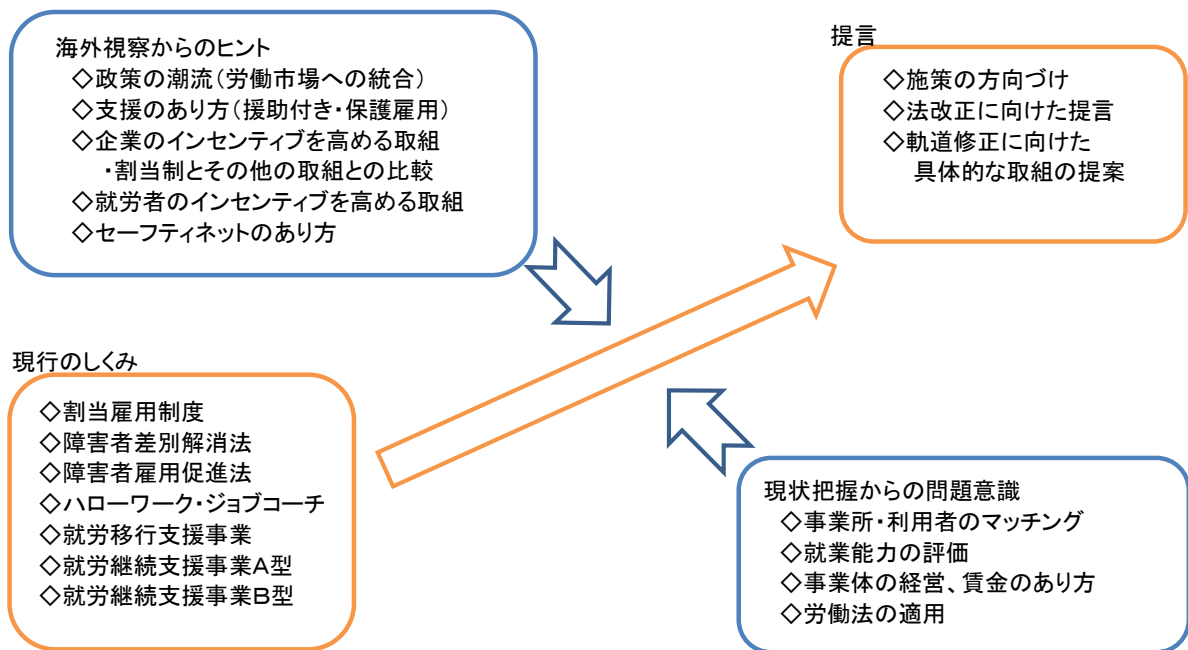 海外視察からのヒント
◇政策の潮流(労働市場への統合)
◇支援のあり方(援助付き・保護雇用)
◇企業のインセンティブを高める取組
・割当制とその他の取組との比較
◇就労者のインセンティブを高める取組
◇セーフティネットのあり方
提言
◇施策の方向づけ
◇法改正に向けた提言
◇軌道修正に向けた
具体的な取組の提案
現行のしくみ
◇割当雇用制度
◇障害者差別解消法
◇障害者雇用促進法
◇ハローワーク・ジョブコーチ
◇就労移行支援事業
◇就労継続支援事業A型
◇就労継続支援事業B型
現状把握からの問題意識
◇事業所・利用者のマッチング
◇就業能力の評価
◇事業体の経営、賃金のあり方
◇労働法の適用